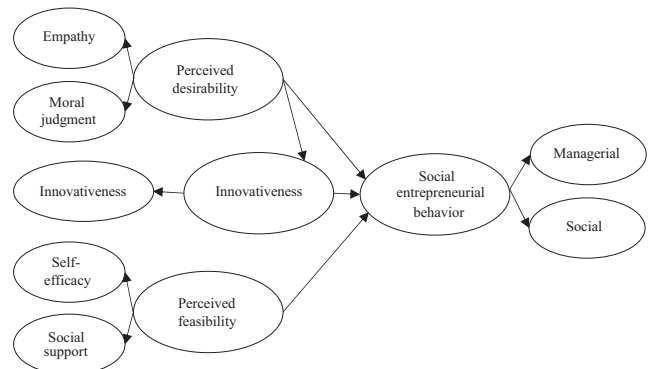 Empathy
Perceived
desirability
Moral
judgment
Innovativeness
Innovativeness
Social
entrepreneurial
behavior
Managerial
Social
Self-
efficacy
Perceived
feasibility
Social
support